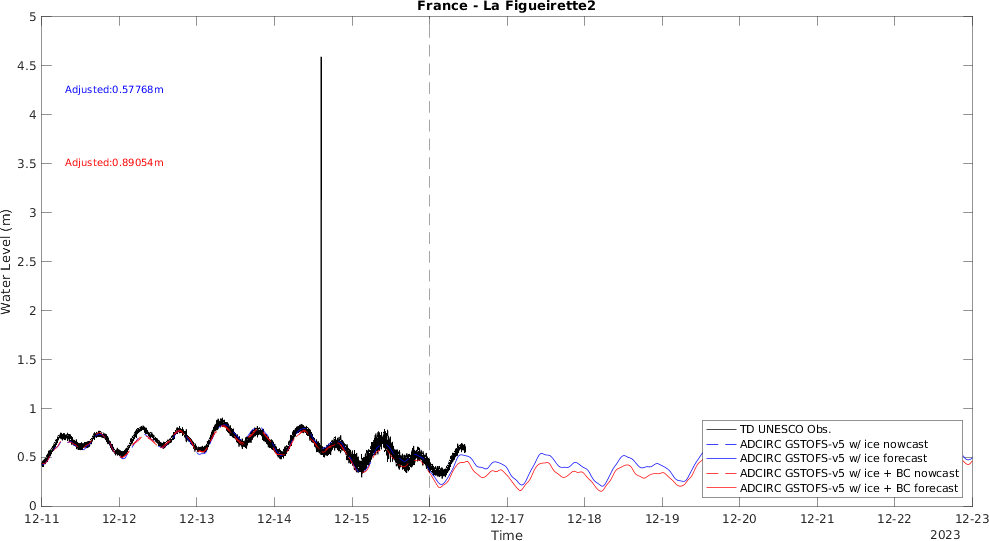 France - La Figueirette2
5
4.5
4
3.5
3
2.5
2
1.5
1
0.5
0
Water Level (m)
Adjusted:0.57768m
Adjusted:0.89054m
TD UNESCO Obs.
ADCIRC GSTOFS-v5 w/ ice nowcast
ADCIRC GSTOFS-v5 w/ ice forecast
ADCIRC GSTOFS-v5 w/ ice + BC nowcast
ADCIRC GSTOFS-v5 w/ ice + BC forecast
12-11 12-12 12-13 12-14 12-15 12-16 12-17 12-18 12-19 12-20 12-21 12-22 12-23
Time
2023